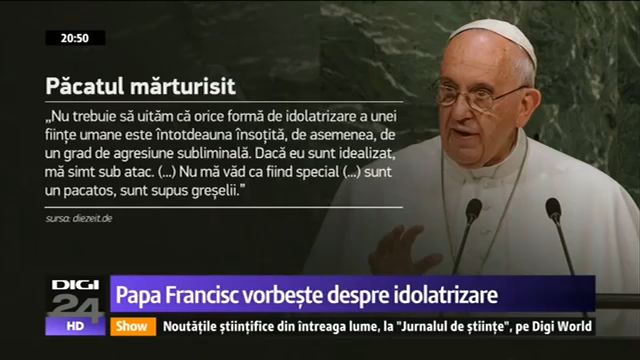 20:50
Păcatul mărturisit
„Nu trebuie să uităm că orice formă de idolatrizare a unei
ființe umane este întotdeauna însoțită, de asemenea, de
un grad de agresiune subliminală. Dacă eu sunt idealizat,
mă simt sub atac. (...) Nu mă văd ca fiind special (...) sunt
un pacatos, sunt supus greșelii.”
sursa: diezeit.de
DIGI
24
HD
Papa Francisc vorbește despre idolatrizare
Show
Noutățile științifice din întreaga lume, la "Jurnalul de științe", pe Digi World